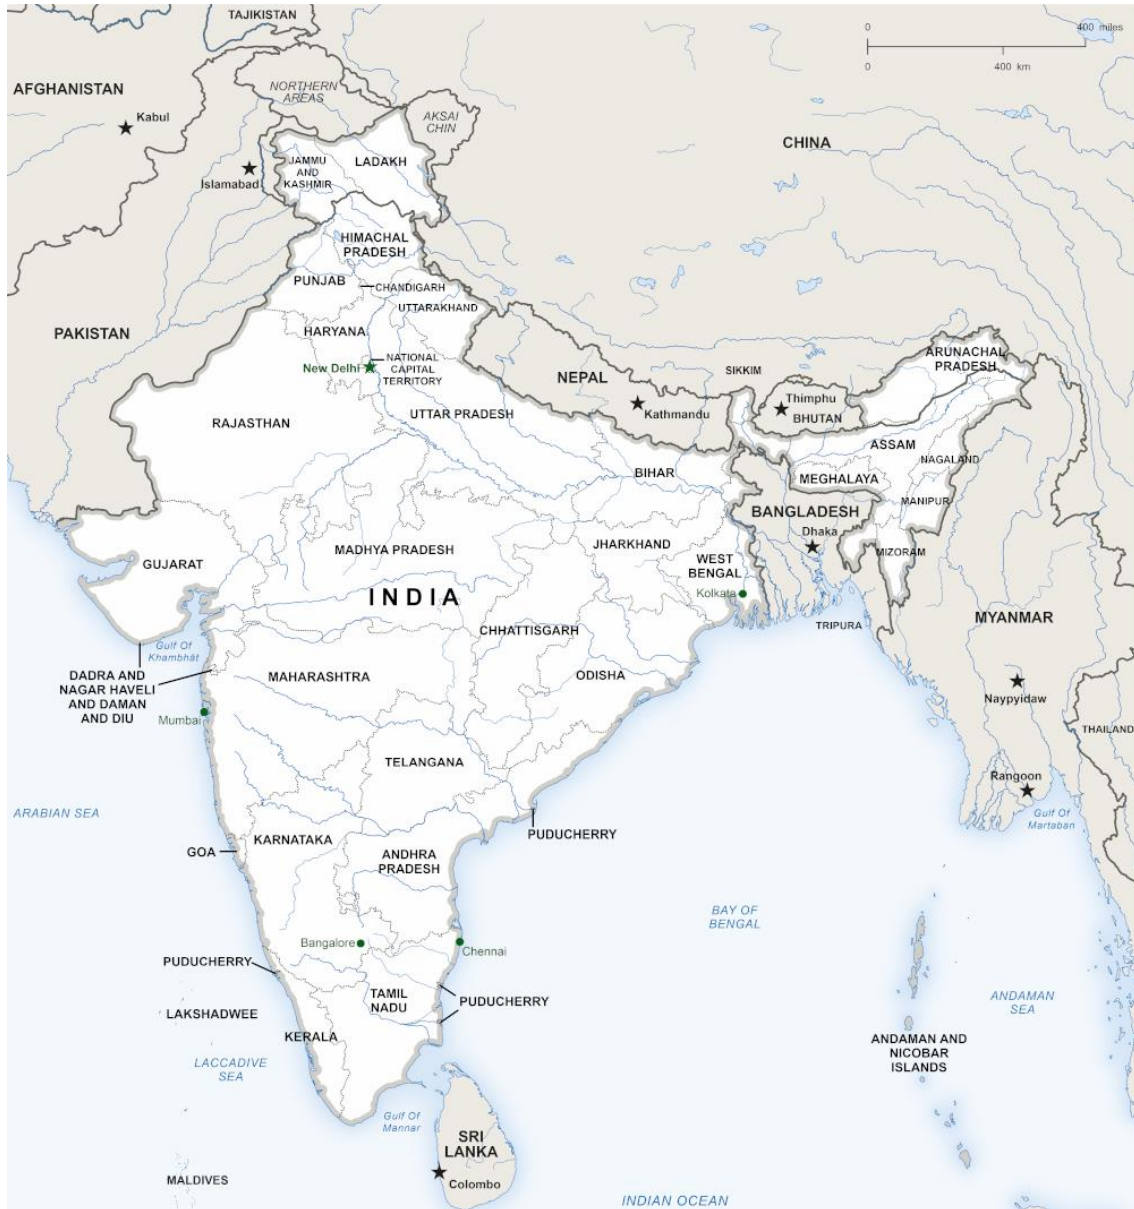 TAJIKISTAN
0
400 miles
0
400 km
AFGHANISTAN
Kabul
NORTHERN
AREAS
AKSAI
CHIN
CHINA
Islamabad
JAMMU
AND
KASHMIR
LADAKH
HIMACHAL
PRADESH
PUNJAB
CHANDIGARH
UTTARAKHAND
PAKISTAN
HARYANA
New Delhi
NATIONAL
CAPITAL
TERRITORY
NEPAL
Kathmandu
SIKKIM
Thimphu
BHUTAN
ARUNACHAL
PRADESH
RAJASTHAN
UTTAR PRADESH
BIHAR
ASSAM
NAGALAND
MEGHALAYA
MANIPUR
BANGLADESH
Dhaka
GUJARAT
MADHYA PRADESH
JHARKHAND
WEST
BENGAL
Kolkata
MIZORAM
TRIPURA
MYANMAR
INDIA
CHHATTISGARH
ODISHA
Gulf Of
Khambhāt
DADRA AND
NAGAR HAVELI
AND DAMAN
AND DIU
Mumbai
MAHARASHTRA
Naypyidaw
THAILAND
TELANGANA
Rangoon
Gulf Of
Martaban
ARABIAN SEA
GOA
KARNATAKA
ANDHRA
PRADESH
PUDUCHERRY
BAY OF
BENGAL
Bangalore
Chennai
PUDUCHERRY
LAKSHADWEE
TAMIL
NADU
PUDUCHERRY
ANDAMAN
SEA
KERALA
LACCADIVE
SEA
ANDAMAN AND
NICOBAR
ISLANDS
Gulf Of
Mannar
SRI
LANKA
Colombo
MALDIVES
INDIAN OCEAN